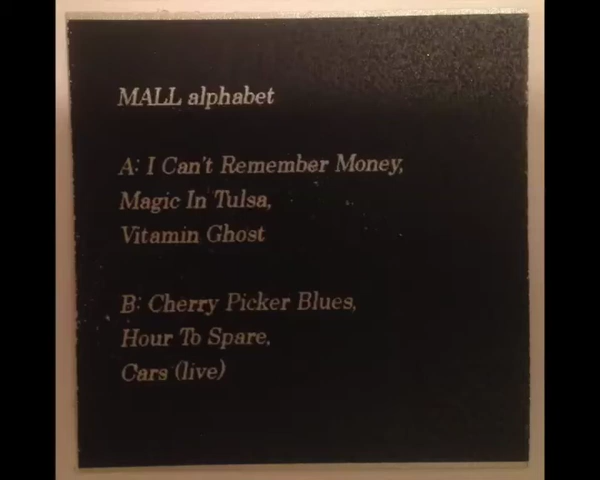 MALL alphabet
A: I Can't Remember Money,
Magic In Tulsa,
Vitamin Ghost
B: Cherry Picker Blues,
Hour To Spare,
Cars (live)